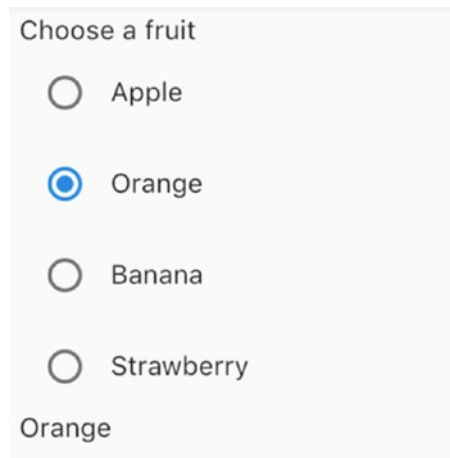 Choose a fruit
Apple
Orange
Banana
Strawberry
Orange